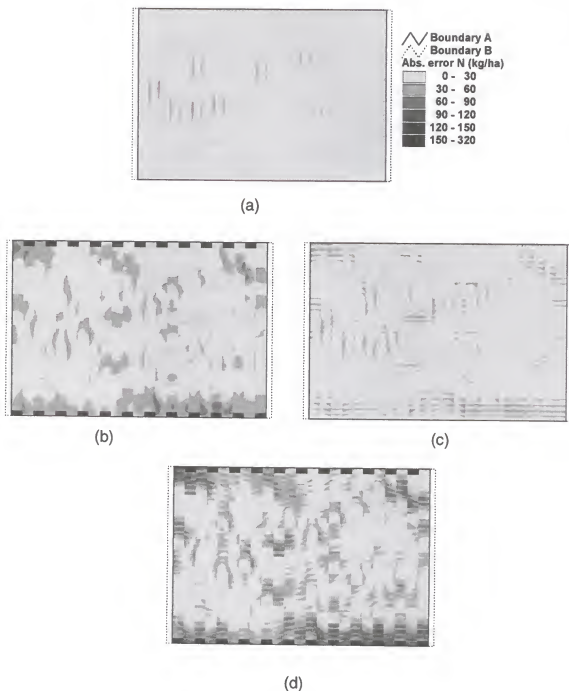 Boundary A
Boundary B
Abs. error N (kg/ha)
0 - 30
30 - 60
60 - 90
90 - 120
120 - 150
150 - 320
(a)
(b)
(c)
(d)